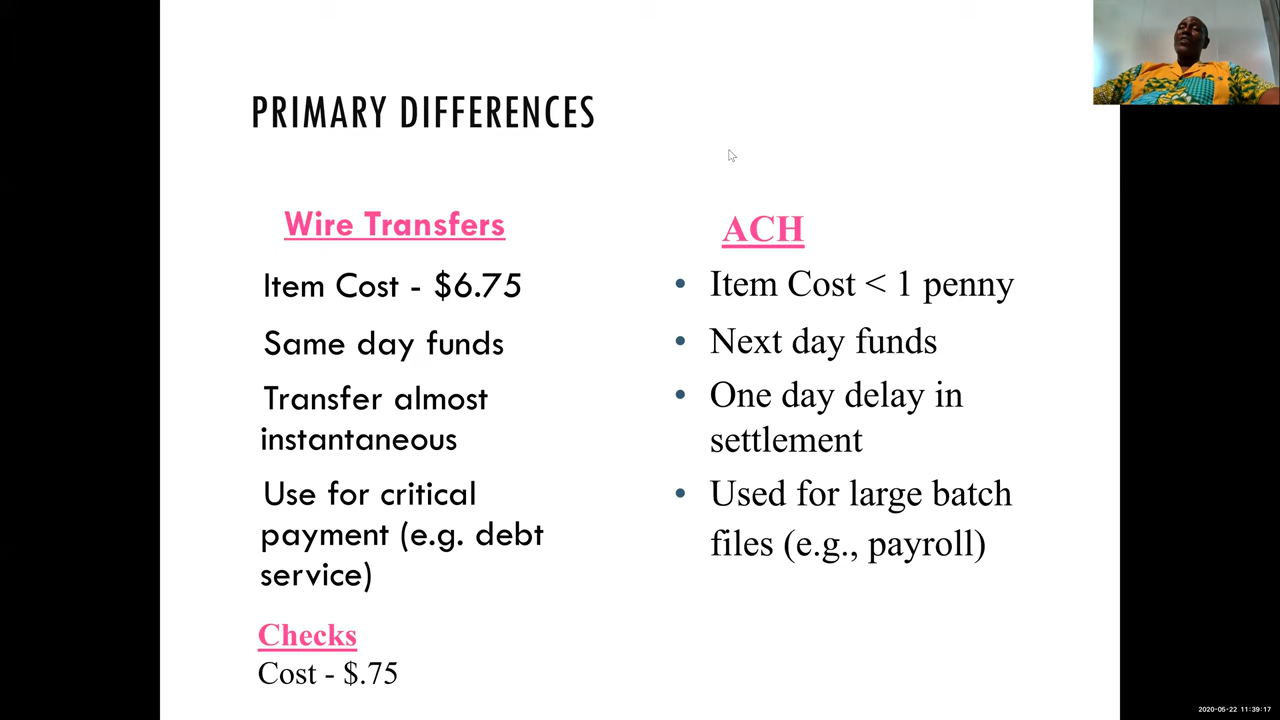 PRIMARY DIFFERENCES
Wire Transfers
Item Cost - $6.75
Same day funds
Transfer almost
instantaneous
Use for critical
payment (e.g. debt
service)
Checks
Cost - $.75
ACH
• Item Cost < 1 penny
• Next day funds
• One day delay in
settlement
• Used for large batch
files (e.g., payroll)
2020-05-22 11:39:17